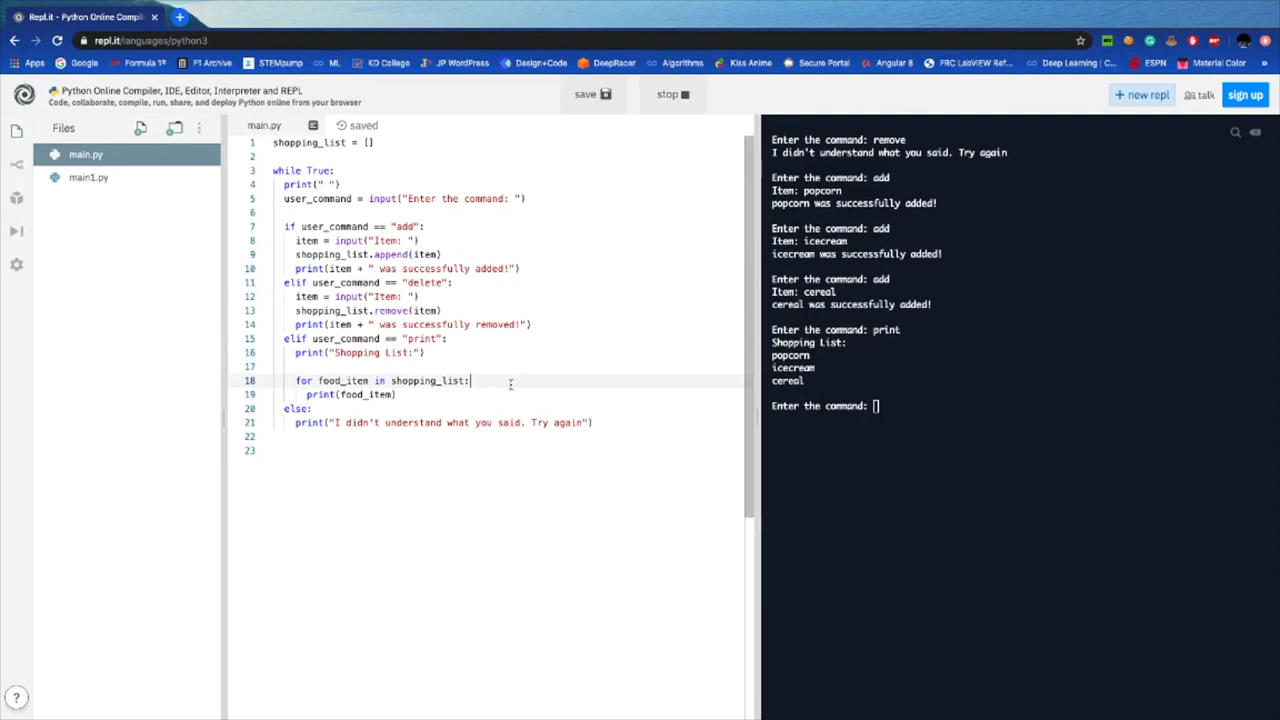 Repl.it - Python Online Compil
repl.it/languages/python3
Apps Google Formula 1® F1 Archive STEMpump ML KD College JP WordPress Design+Code DeepRacer Algorithms Kiss Anime Secure Portal Angular 8 FRC LabVIEW Ref... Deep Learning | C... ESPN Material Color »
Python Online Compiler, IDE, Editor, Interpreter and REPL
Code, collaborate, compile, run, share, and deploy Python online from your browser
save
stop
+ new repl
talk
sign up
Files
main.py
main1.py
main.py
saved
1 shopping_list = []
2
3 while True:
4 print(" ")
5 user_command = input("Enter the command: ")
6
7 if user_command == "add":
8 item = input("Item: ")
9 shopping_list.append(item)
10 print(item + " was successfully added!")
11 elif user_command == "delete":
12 item = input("Item: ")
13 shopping_list.remove(item)
14 print(item + " was successfully removed!")
15 elif user_command == "print":
16 print("Shopping List:")
17
18 for food_item in shopping_list:
19 print(food_item)
20 else:
21 print("I didn't understand what you said. Try again")
22
23
Enter the command: remove
I didn't understand what you said. Try again
Enter the command: add
Item: popcorn
popcorn was successfully added!
Enter the command: add
Item: icecream
icecream was successfully added!
Enter the command: add
Item: cereal
cereal was successfully added!
Enter the command: print
Shopping List:
popcorn
icecream
cereal
Enter the command:
?